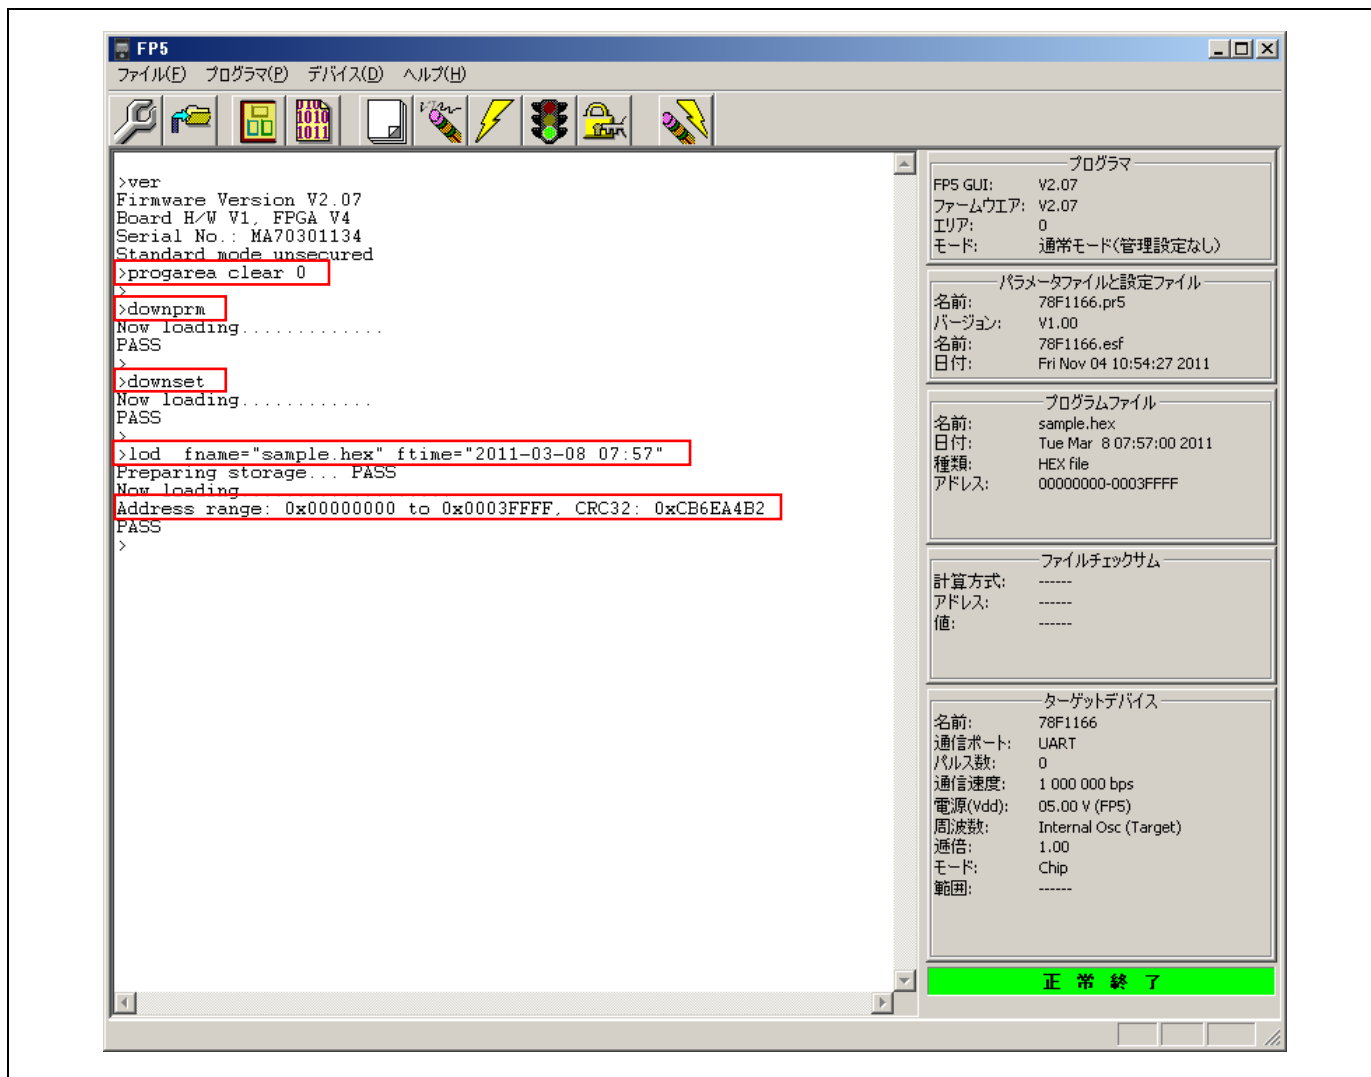 FP5
ファイル(F) プログラマ(P) デバイス(D) ヘルプ(H)
>ver
Firmware Version V2.07
Board H/W V1, FPGA V4
Serial No.: MA70301134
Standard mode unsecured
>progarea clear 0
>
>downprm
Now loading.............
PASS
>
>downset
Now loading............
PASS
>
>lod fname="sample.hex" ftime="2011-03-08 07:57"
Preparing storage... PASS
Now loading
Address range: 0x00000000 to 0x0003FFFF, CRC32: 0xCB6EA4B2
PASS
>
プログラマ
FP5 GUI: V2.07
ファームウエア: V2.07
エリア: 0
モード: 通常モード(管理設定なし)
パラメータファイルと設定ファイル
名前: 78F1166.pr5
バージョン: V1.00
名前: 78F1166.esf
日付: Fri Nov 04 10:54:27 2011
プログラムファイル
名前: sample.hex
日付: Tue Mar 8 07:57:00 2011
種類: HEX file
アドレス: 00000000-0003FFFF
ファイルチェックサム
計算方式: ------
アドレス: ------
値: ------
ターゲットデバイス
名前: 78F1166
通信ポート: UART
パルス数: 0
通信速度: 1 000 000 bps
電源(Vdd): 05.00 V (FP5)
周波数: Internal Osc (Target)
逓倍: 1.00
モード: Chip
範囲: ------
正 常 終 了